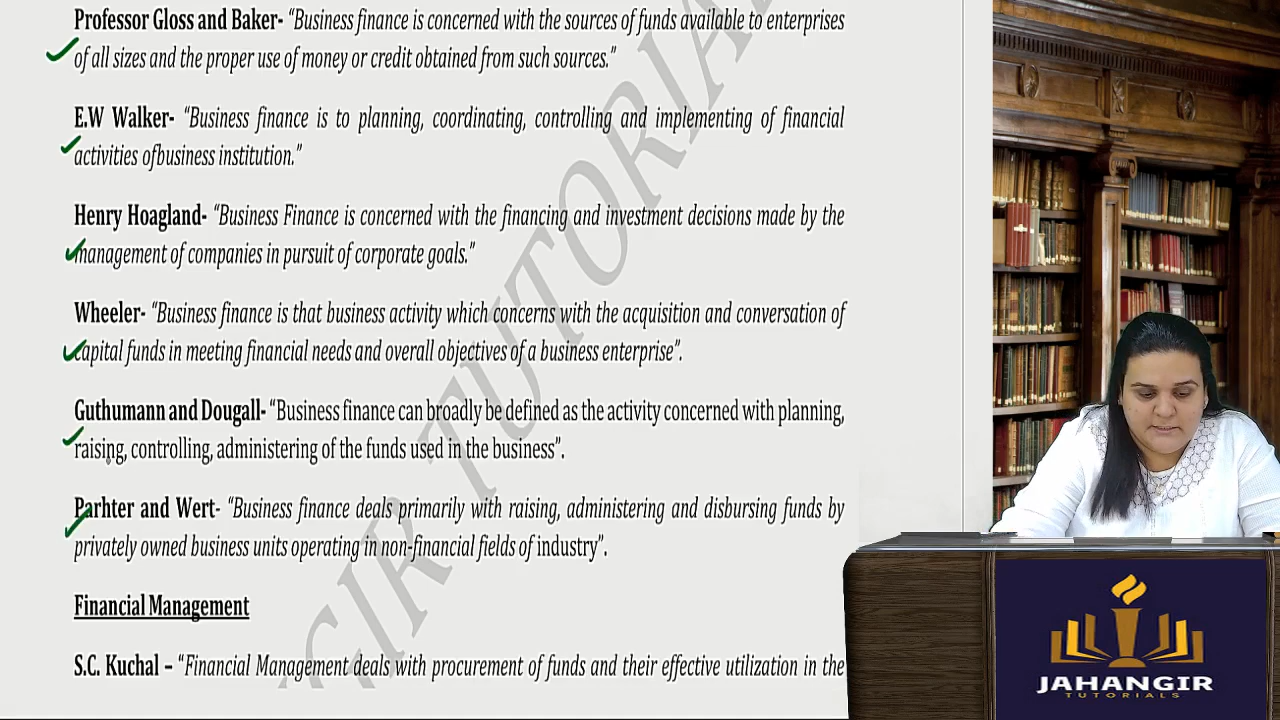 Professor Gloss and Baker- “Business finance is concerned with the sources of funds available to enterprises
of all sizes and the proper use of money or credit obtained from such sources.”
E.W Walker- “Business finance is to planning, coordinating, controlling and implementing of financial
activities ofbusiness institution.”
Henry Hoagland- “Business Finance is concerned with the financing and investment decisions made by the
management of companies in pursuit of corporate goals.”
Wheeler- “Business finance is that business activity which concerns with the acquisition and conversation of
capital funds in meeting financial needs and overall objectives of a business enterprise”.
Guthumann and Dougall- “Business finance can broadly be defined as the activity concerned with planning,
raising, controlling, administering of the funds used in the business”.
Parhter and Wert- “Business finance deals primarily with raising, administering and disbursing funds by
privately owned business units operating in non-financial fields of industry”.
Financial Management
S.C. Kuchal – “Financial Management deals with procurement of funds and their effective utilization in the
GIR TUTORIA
JAHANGIR
TUTORIALS